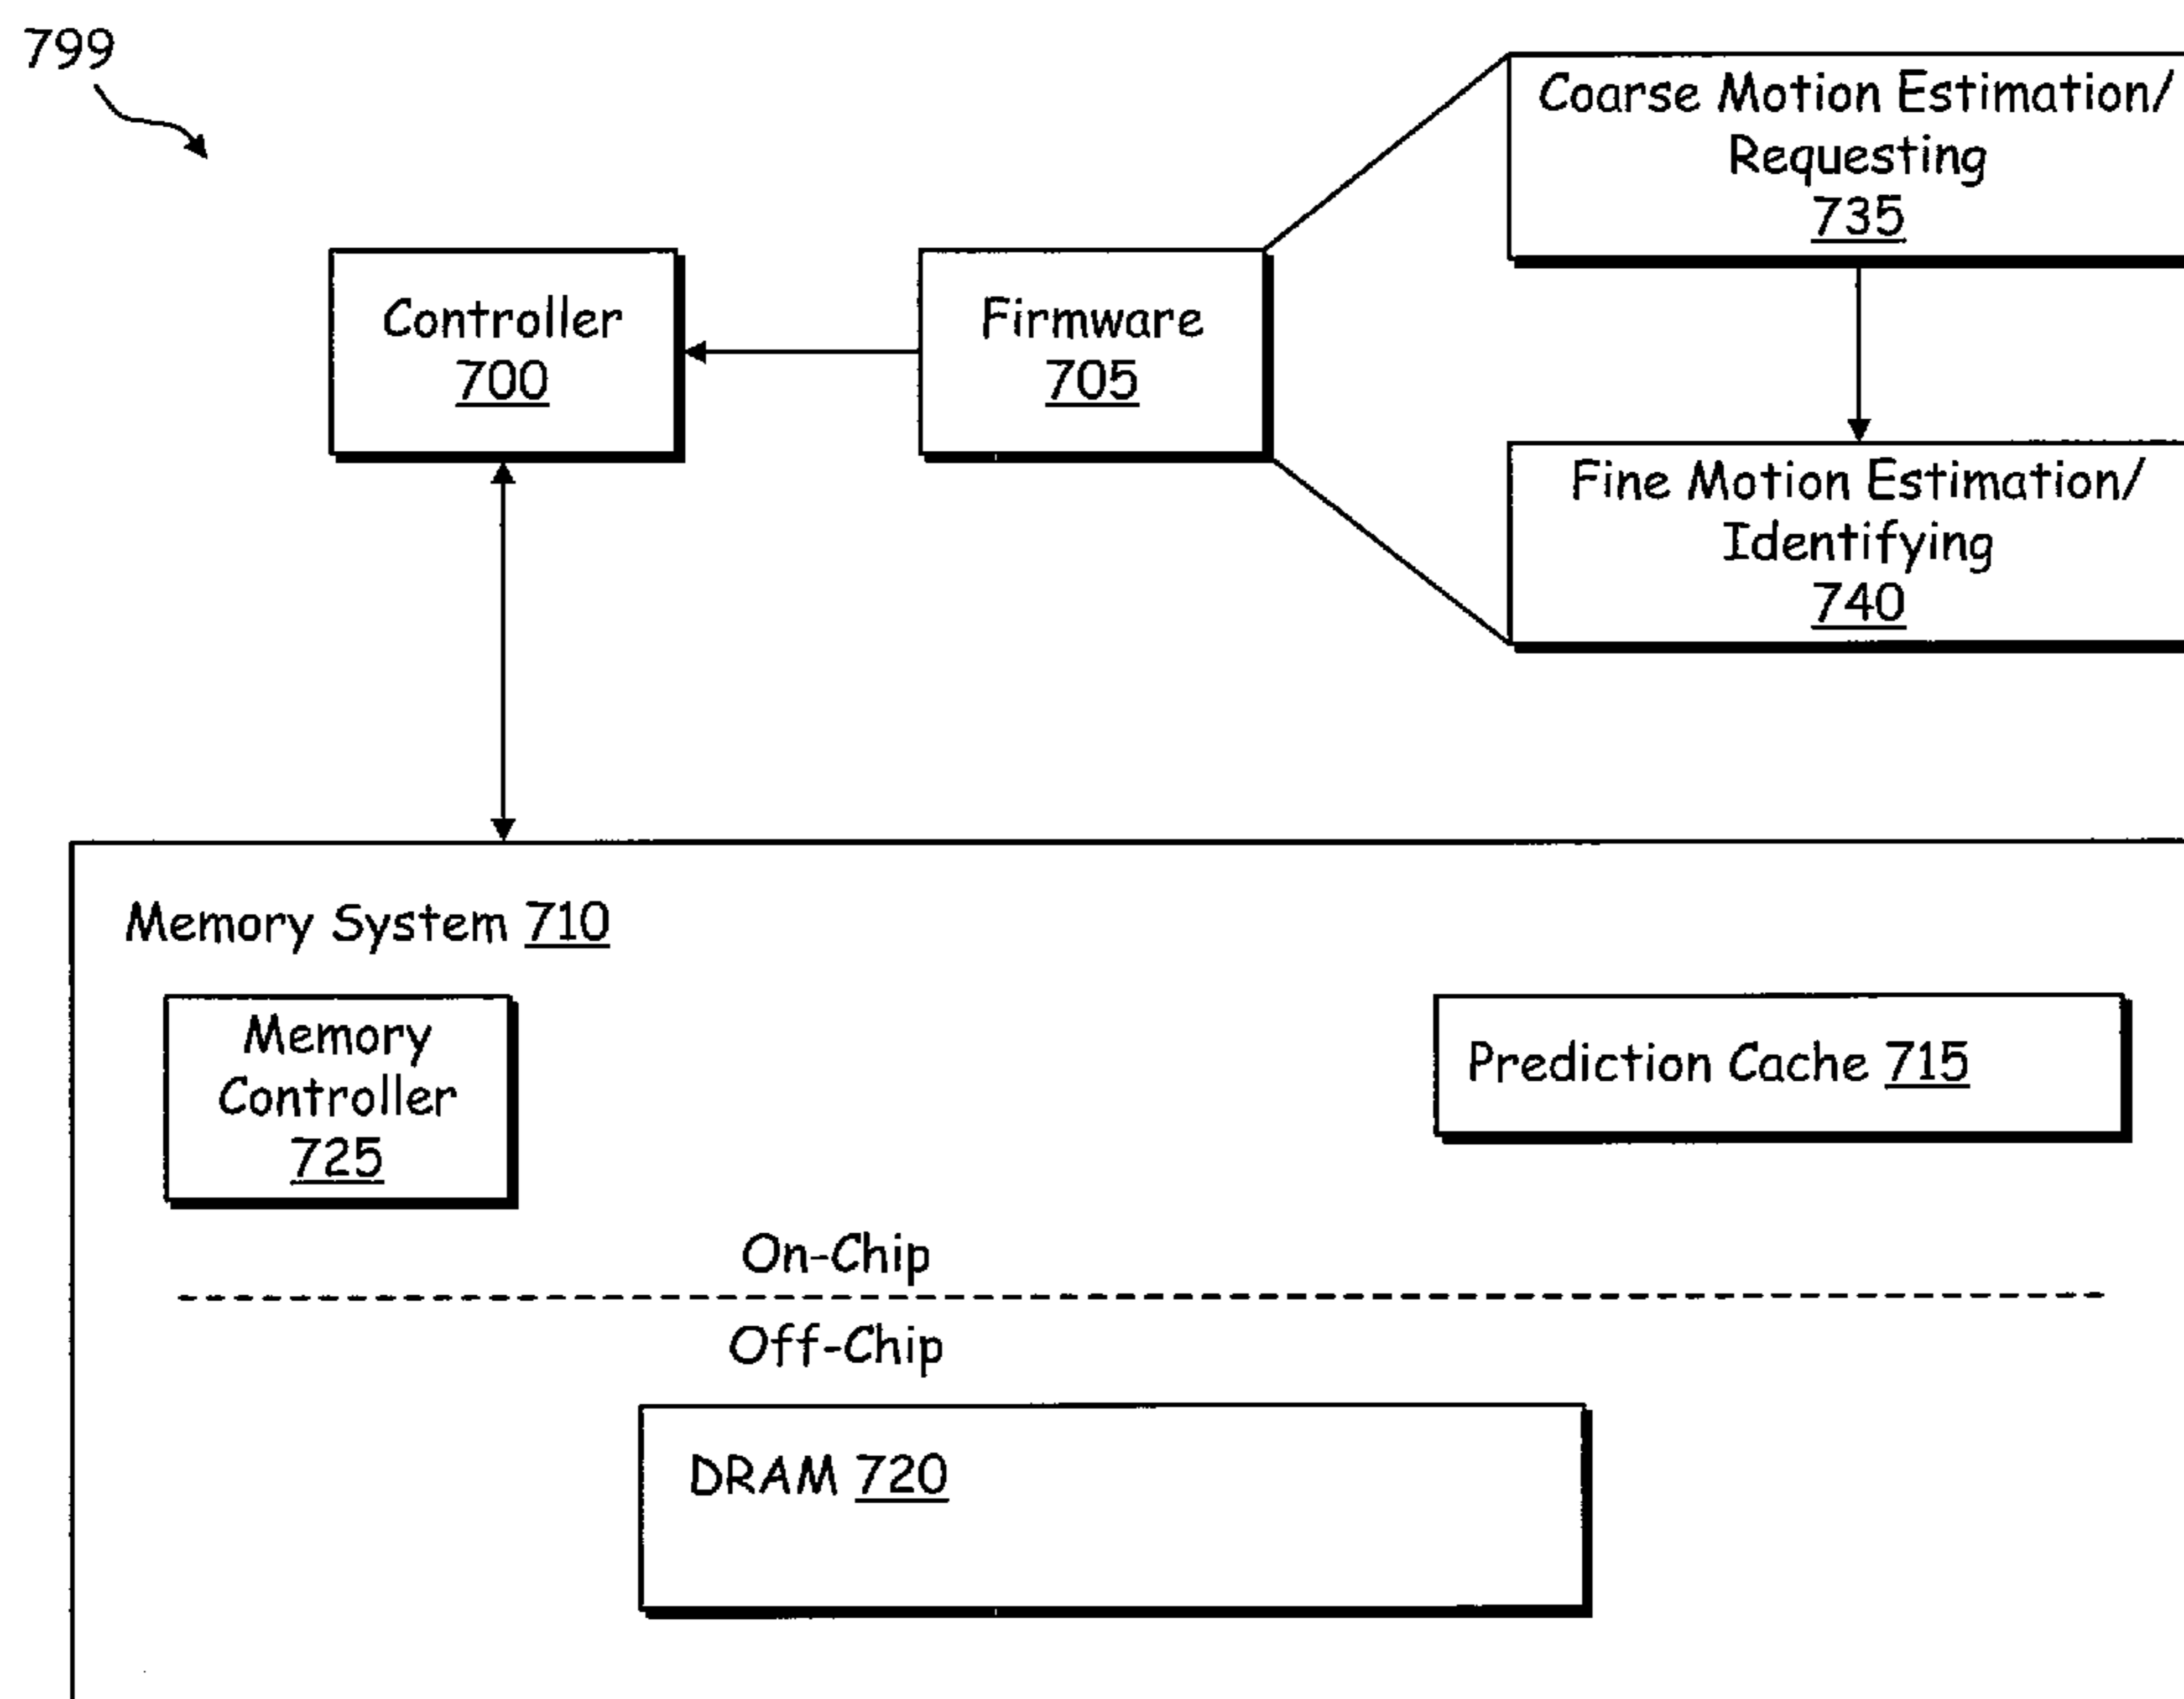 799
Coarse Motion Estimation/
Requesting
735
Controller
700
Firmware
705
Fine Motion Estimation/
Identifying
740
Memory System 710
Memory
Controller
725
Prediction Cache 715
On-Chip
Off-Chip
DRAM 720